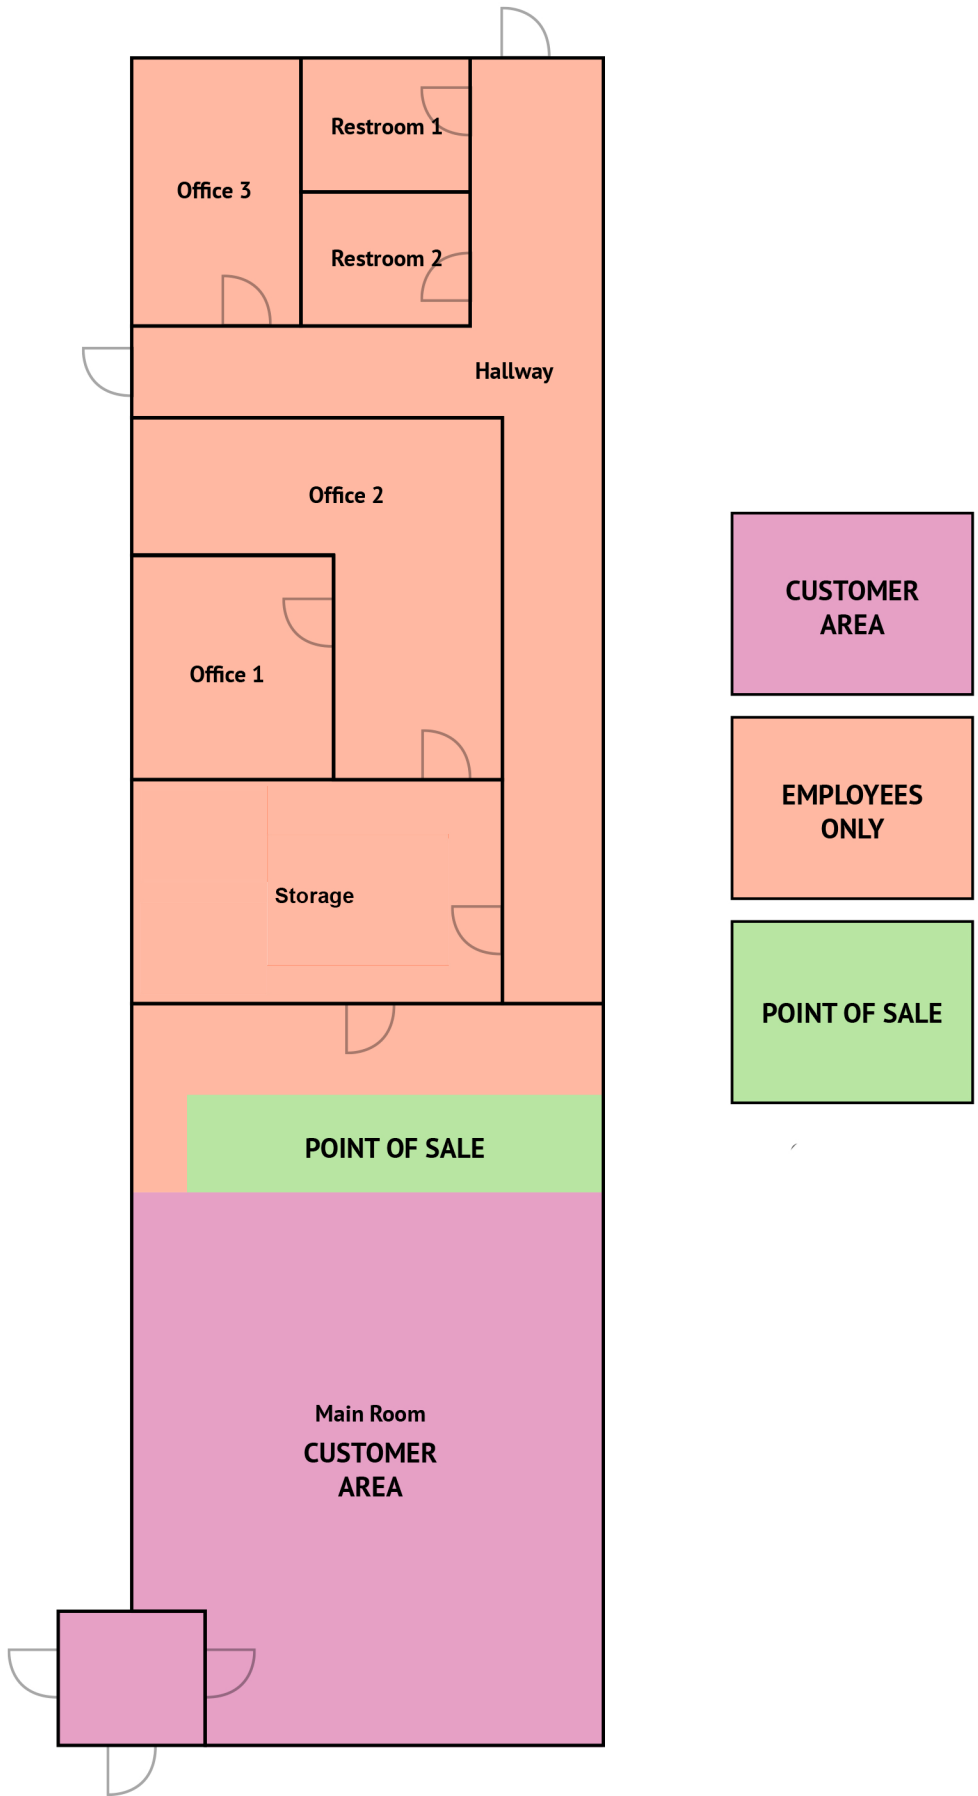 Restroom 1
Office 3
Restroom 2
Hallway
Office 2
Office 1
Storage
POINT OF SALE
Main Room
CUSTOMER
AREA
CUSTOMER
AREA
EMPLOYEES
ONLY
POINT OF SALE